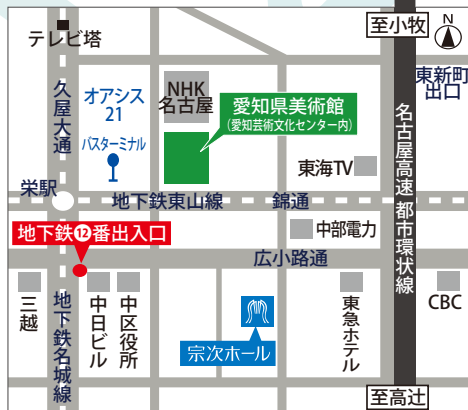 至小牧
N
テレビ塔
東新町
出口
久屋大通
オアシス
21
NHK
名古屋
愛知県美術館
(愛知芸術文化センター内)
バスターミナル
東海TV
名古屋高速 都市環状線
栄駅
地下鉄東山線
錦通
地下鉄⓬番出入口
中部電力
広小路通
三越
地下鉄名城線
中日ビル
中区役所
宗次ホール
東急ホテル
CBC
至高辻